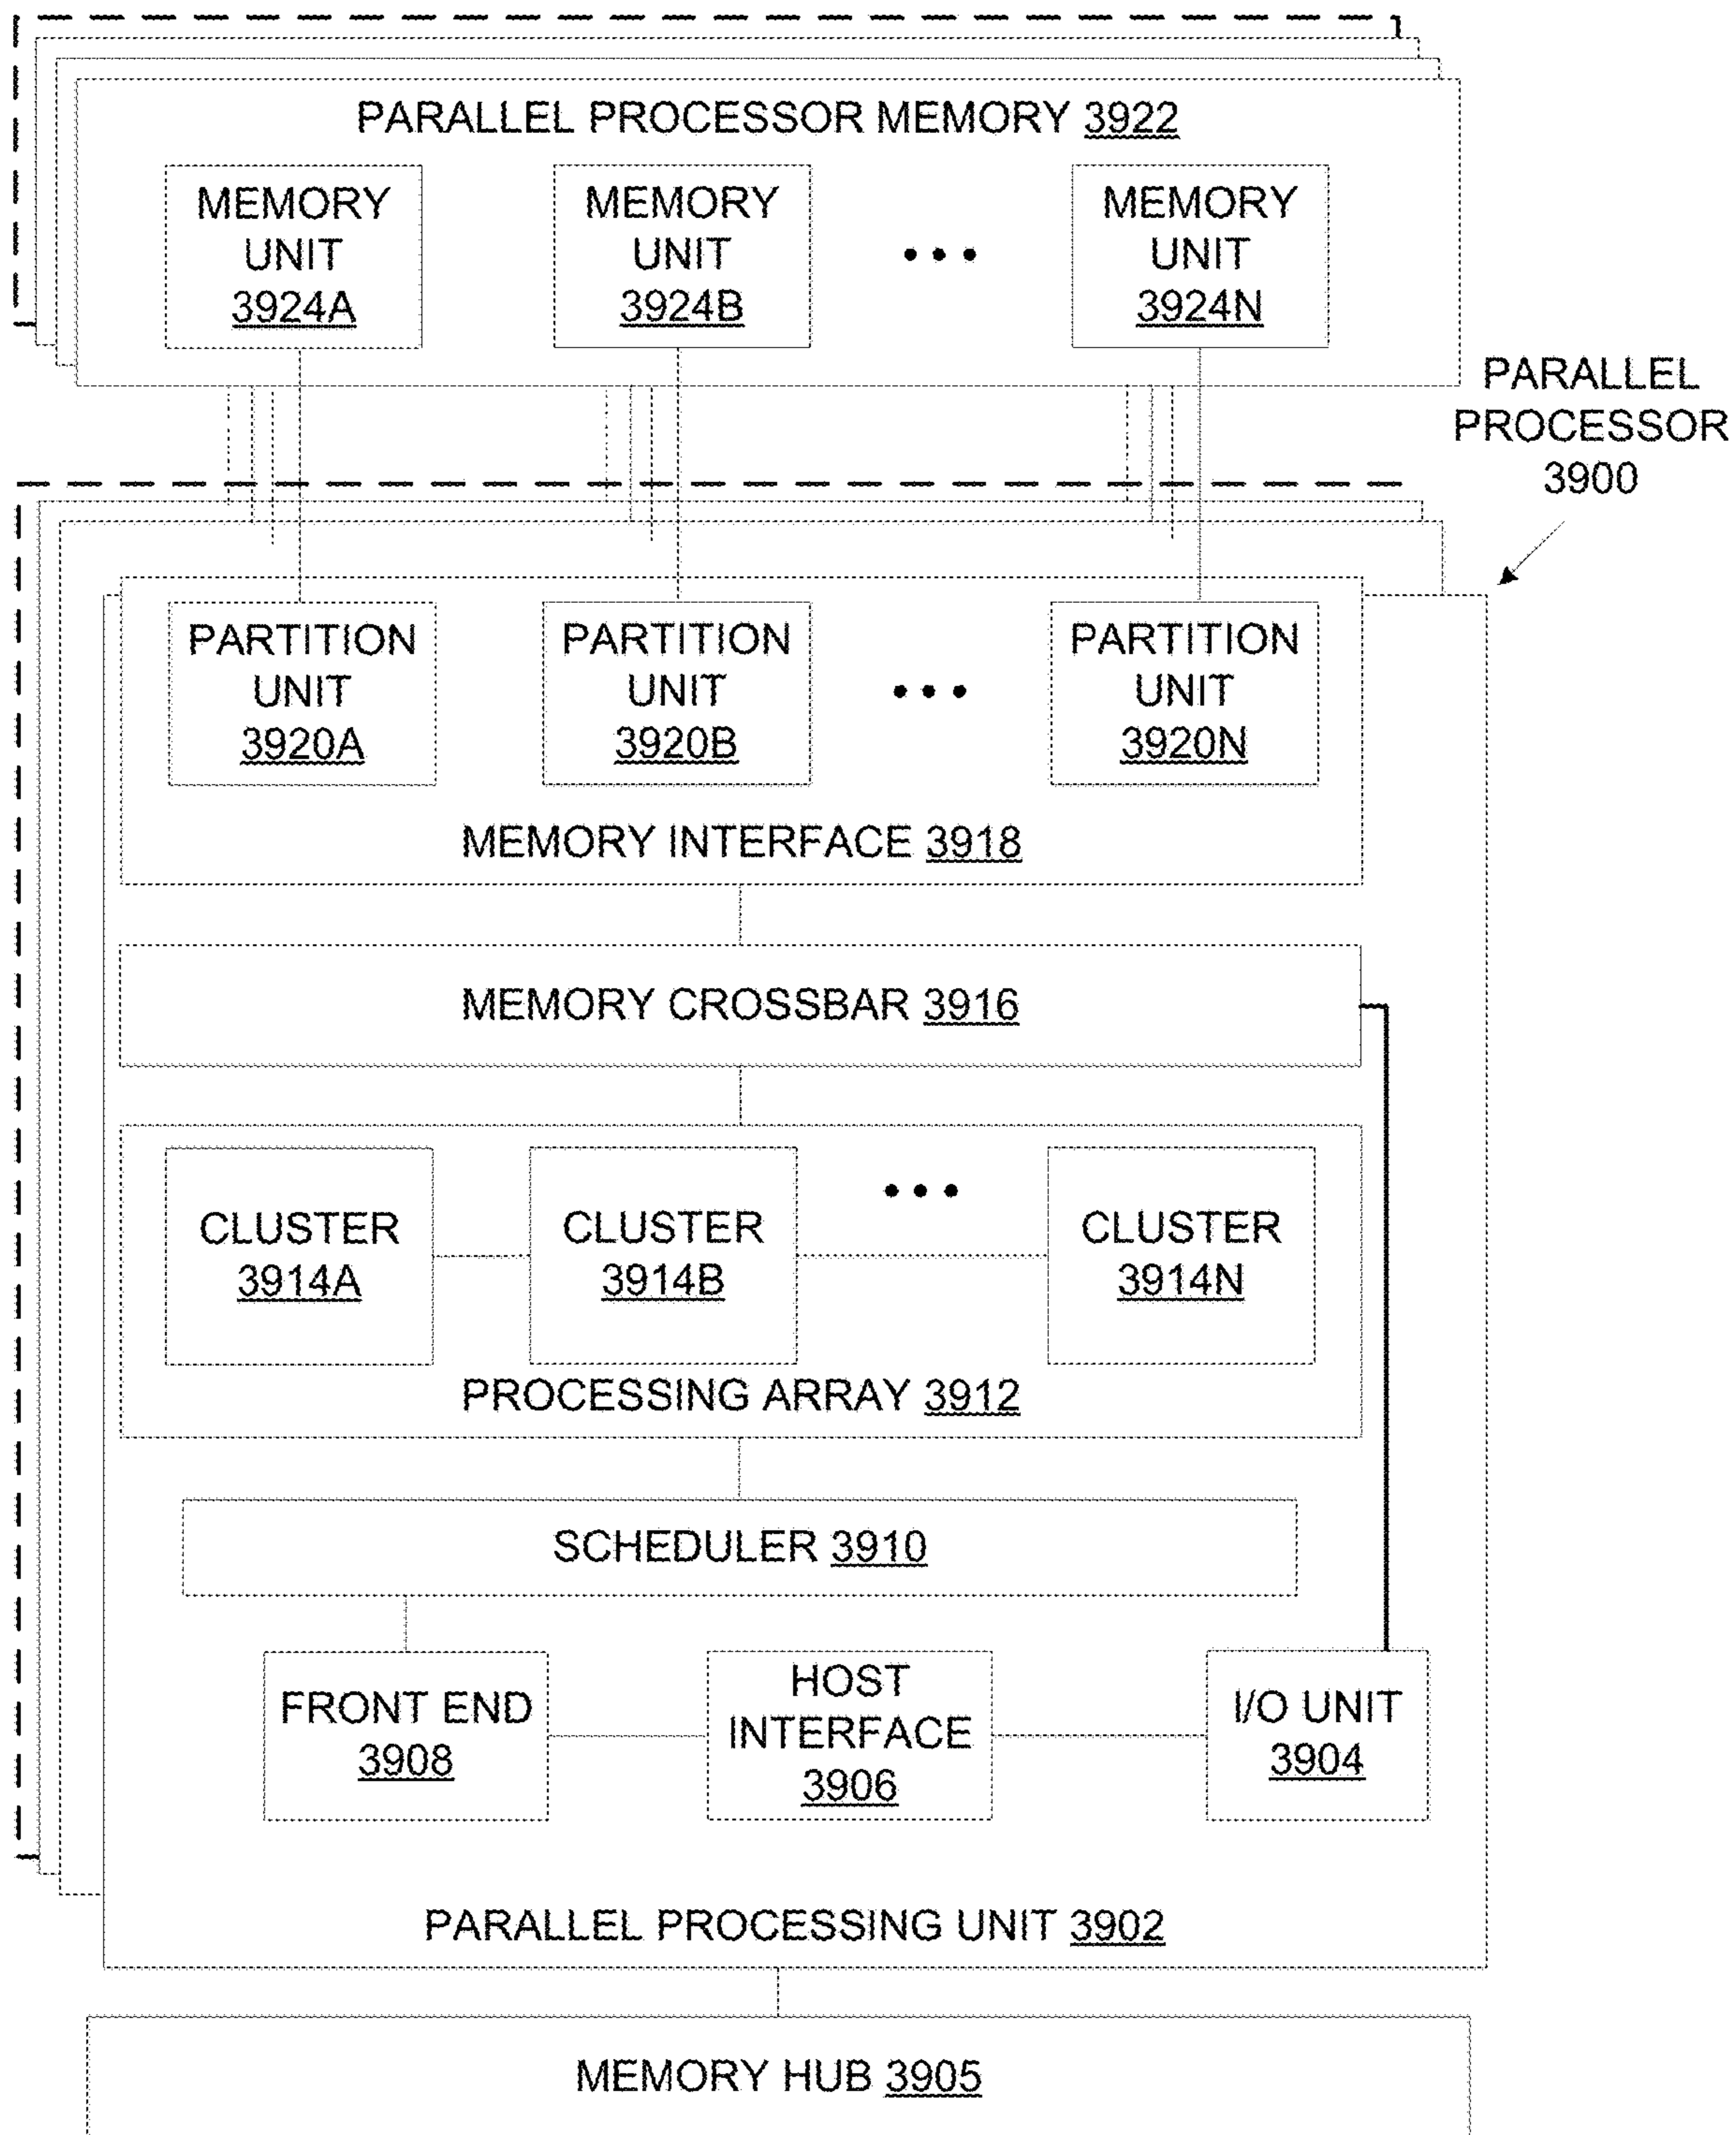 PARALLEL PROCESSOR MEMORY 3922
MEMORY
UNIT
3924A
MEMORY
UNIT
3924B
MEMORY
UNIT
3924N
PARALLEL
PROCESSOR
3900
PARTITION
UNIT
3920A
PARTITION
UNIT
3920B
PARTITION
UNIT
3920N
MEMORY INTERFACE 3918
MEMORY CROSSBAR 3916
CLUSTER
3914A
CLUSTER
3914B
CLUSTER
3914N
PROCESSING ARRAY 3912
SCHEDULER 3910
FRONT END
3908
HOST
INTERFACE
3906
I/O UNIT
3904
PARALLEL PROCESSING UNIT 3902
MEMORY HUB 3905